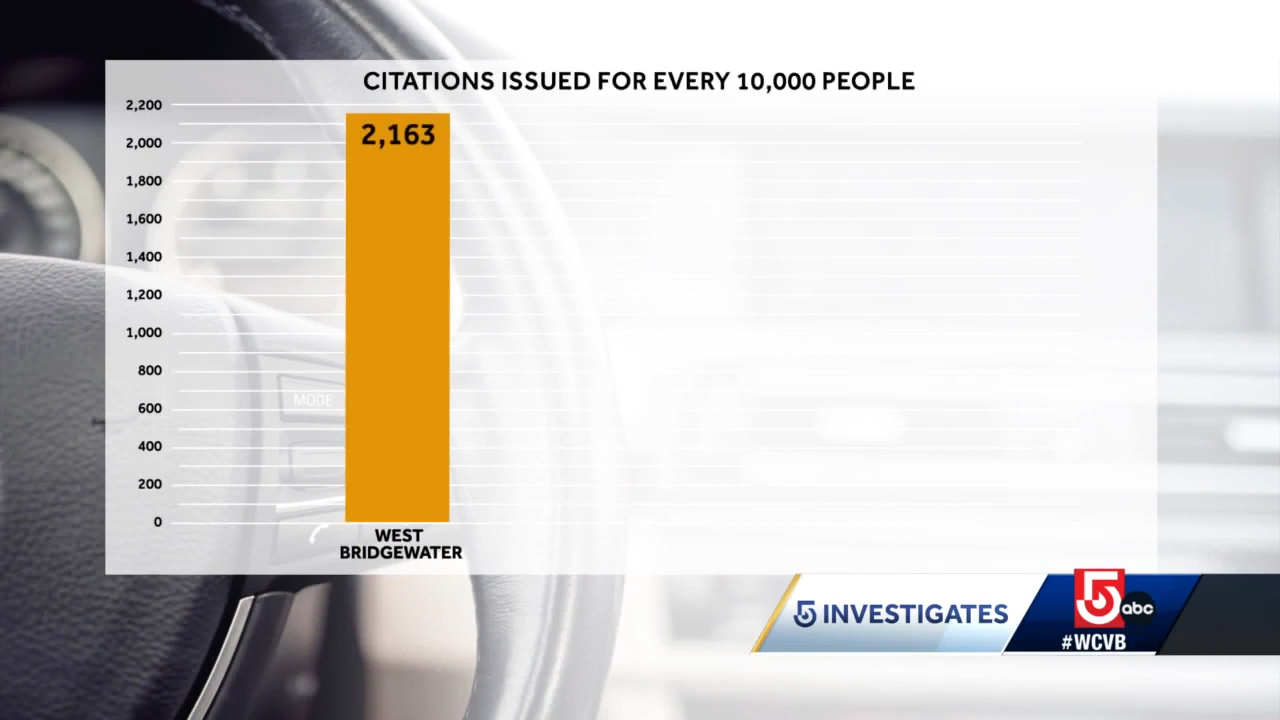 CITATIONS ISSUED FOR EVERY 10,000 PEOPLE
2,200
2,000
1,800
1,600
1,400
1,200
1,000
800
600
400
200
0
2,163
WEST
BRIDGEWATER
MODE
5 INVESTIGATES
5 abc
#WCVB